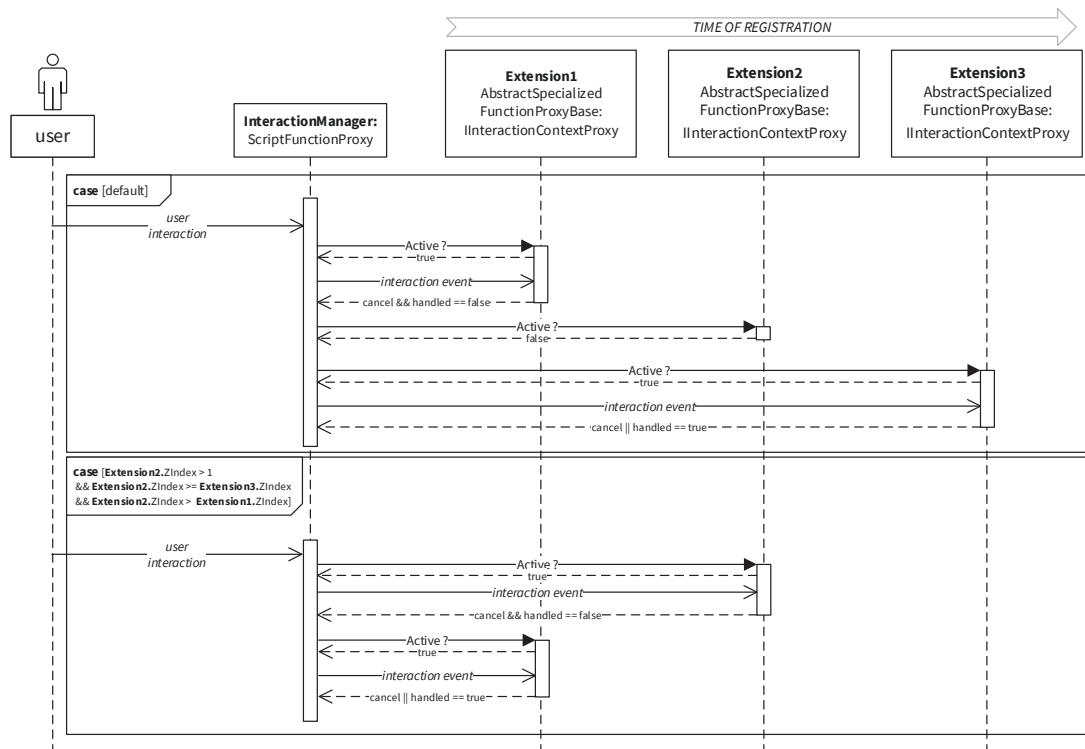 TIME OF REGISTRATION
user
InteractionManager:
ScriptFunctionProxy
Extension1
AbstractSpecialized
FunctionProxyBase:
IInteractionContextProxy
Extension2
AbstractSpecialized
FunctionProxyBase:
IInteractionContextProxy
Extension3
AbstractSpecialized
FunctionProxyBase:
IInteractionContextProxy
case [default]
user
interaction
Active ?
true
interaction event
cancel && handled == false
Active ?
false
Active ?
true
interaction event
cancel || handled == true
case [Extension2.ZIndex > 1
&& Extension2.ZIndex >= Extension3.ZIndex
&& Extension2.ZIndex > Extension1.ZIndex]
user
interaction
Active ?
true
interaction event
cancel && handled == false
Active ?
true
interaction event
cancel || handled == true